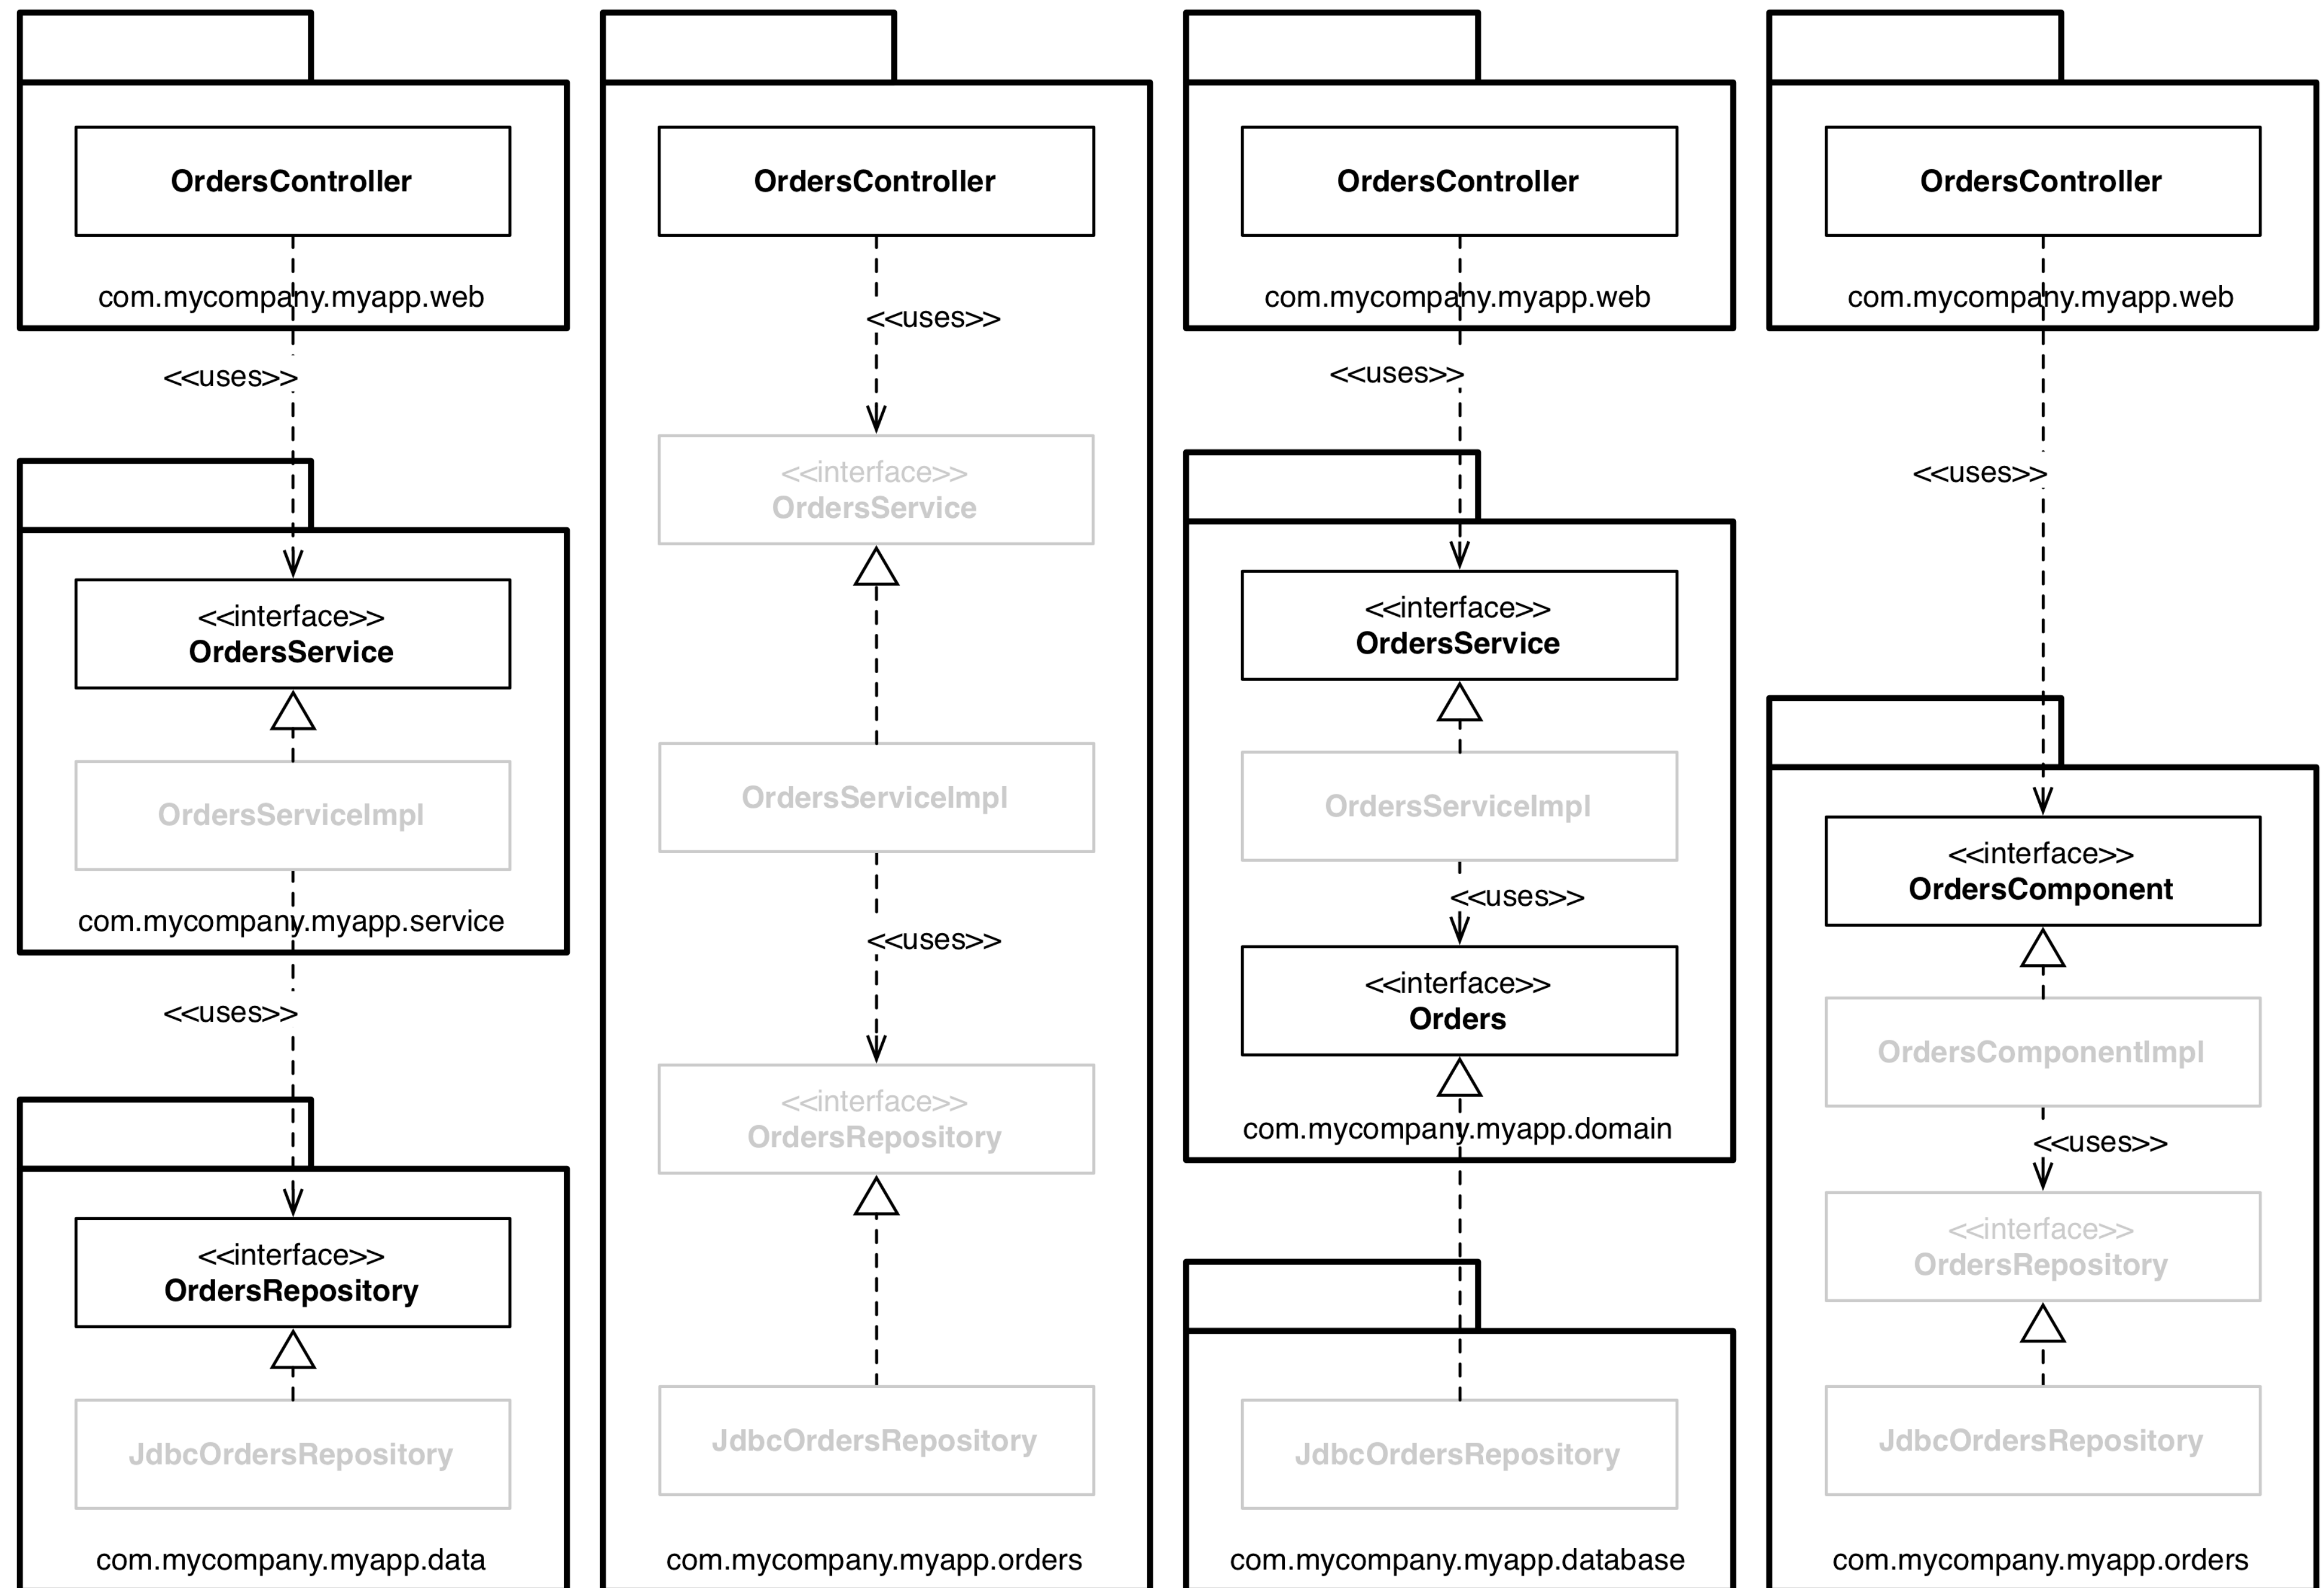 OrdersController
com.mycompany.myapp.web
<<uses>>
<<interface>>
OrdersService
OrdersServiceImpl
com.mycompany.myapp.service
<<uses>>
<<interface>>
OrdersRepository
JdbcOrdersRepository
com.mycompany.myapp.data
OrdersController
<<uses>>
<<interface>>
OrdersService
OrdersServiceImpl
<<uses>>
<<interface>>
OrdersRepository
JdbcOrdersRepository
com.mycompany.myapp.orders
OrdersController
com.mycompany.myapp.web
<<uses>>
<<interface>>
OrdersService
OrdersServiceImpl
<<uses>>
<<interface>>
Orders
com.mycompany.myapp.domain
JdbcOrdersRepository
com.mycompany.myapp.database
OrdersController
com.mycompany.myapp.web
<<uses>>
<<interface>>
OrdersComponent
OrdersComponentImpl
<<uses>>
<<interface>>
OrdersRepository
JdbcOrdersRepository
com.mycompany.myapp.orders